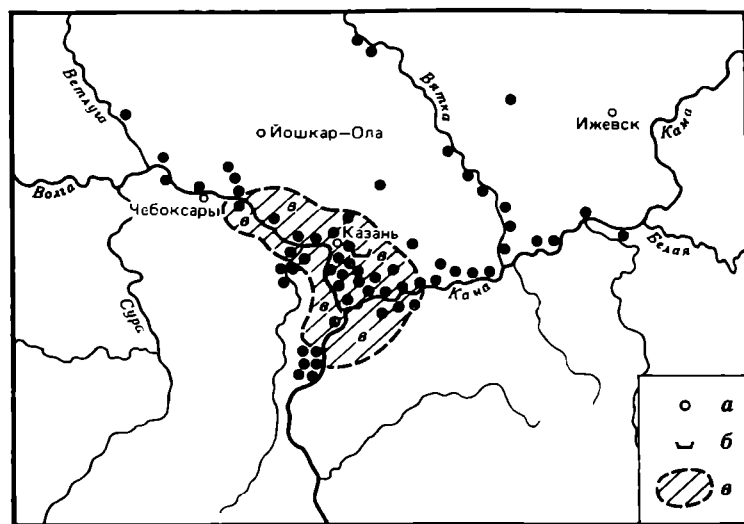 Ветлуга
Вятка
Ижевск
Кама
Йошкар-Ола
Волга
Чебоксары
в
в
Казань
в
Белая
Кама
Сура
в
в
а
б
в